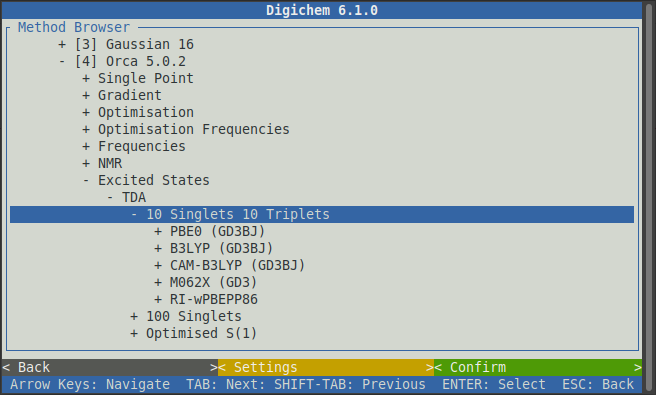 Digichem 6.1.0
Method Browser
+ [3] Gaussian 16
- [4] Orca 5.0.2
+ Single Point
+ Gradient
+ Optimisation
+ Optimisation Frequencies
+ Frequencies
+ NMR
- Excited States
- TDA
- 10 Singlets 10 Triplets
+ PBE0 (GD3BJ)
+ B3LYP (GD3BJ)
+ CAM-B3LYP (GD3BJ)
+ M062X (GD3)
+ RI-wPBEPP86
+ 100 Singlets
+ Optimised S(1)
< Back >< Settings >< Confirm >
Arrow Keys: Navigate TAB: Next: SHIFT-TAB: Previous ENTER: Select ESC: Back